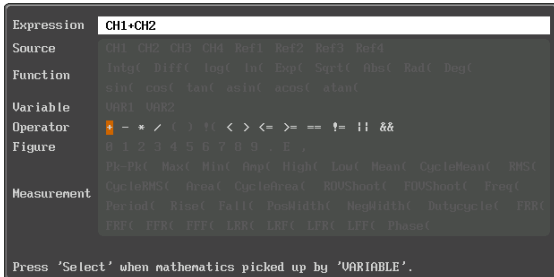 Expression CH1+CH2
Source CH1 CH2 CH3 CH4 Ref1 Ref2 Ref3 Ref4
Function Intg( Diff( log( ln( Exp( Sqrt( Abs( Rad( Deg(
sin( cos( tan( asin( acos( atan(
Variable VAR1 VAR2
Operator + - * / ( ) !( < > <= >= == != || &&
Figure 0 1 2 3 4 5 6 7 8 9 . E .
Measurement Pk-Pk( Max( Min( Amp( High( Low( Mean( CycleMean( RMS(
CycleRMS( Area( CycleArea( ROVShoot( FOVShoot( Freq(
Period( Rise( Fall( PosWidth( NegWidth( Dutycycle( FRR(
FRF( FFR( FFF( LRR( LRF( LFR( LFF( Phase(
Press 'Select' when mathematics picked up by 'VARIABLE'.